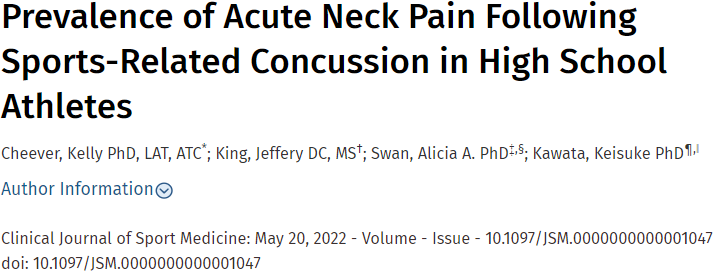 Prevalence of Acute Neck Pain Following
Sports-Related Concussion in High School
Athletes
Cheever, Kelly PhD, LAT, ATC*; King, Jeffery DC, MS†; Swan, Alicia A. PhD‡,§; Kawata, Keisuke PhD¶,‖
Author Information
Clinical Journal of Sport Medicine: May 20, 2022 - Volume - Issue - 10.1097/JSM.0000000000001047
doi: 10.1097/JSM.0000000000001047